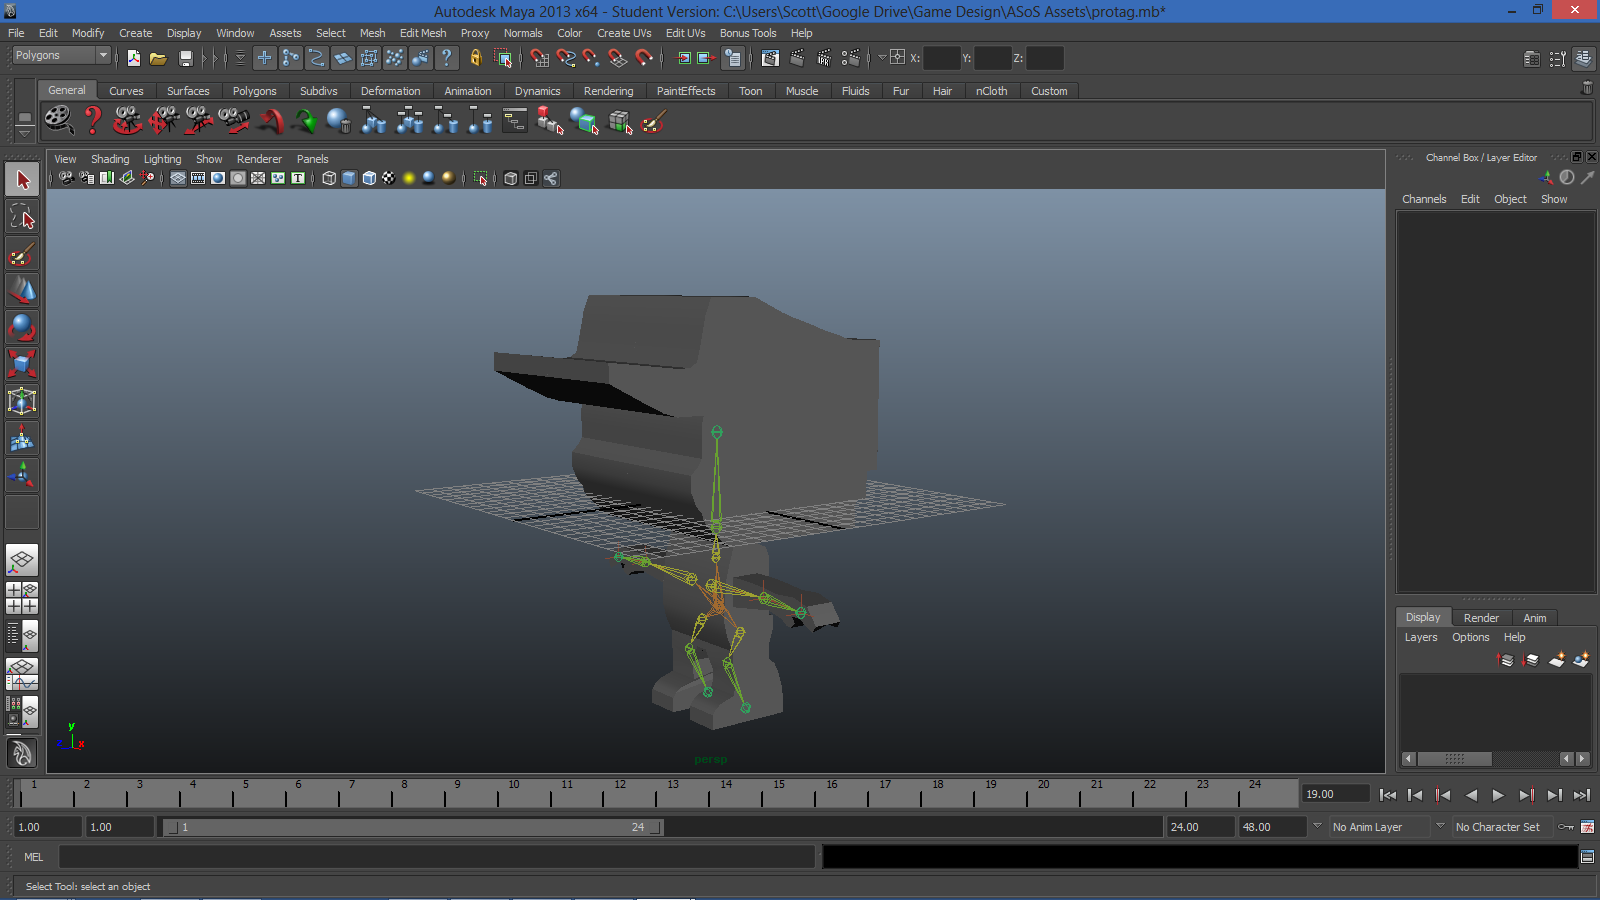 Autodesk Maya 2013 x64 - Student Version: C:\Users\Scott\Google Drive\Game Design\ASoS Assets\protag.mb*
File Edit Modify Create Display Window Assets Select Mesh Edit Mesh Proxy Normals Color Create UVs Edit UVs Bonus Tools Help
Polygons X: Y: Z:
General Curves Surfaces Polygons Subdivs Deformation Animation Dynamics Rendering PaintEffects Toon Muscle Fluids Fur Hair nCloth Custom
View Shading Lighting Show Renderer Panels
Channel Box / Layer Editor
Channels Edit Object Show
Display Render Anim
Layers Options Help
y
z x
persp
1 2 3 4 5 6 7 8 9 10 11 12 13 14 15 16 17 18 19 20 21 22 23 24 19.00
1.00 1.00 1 24 24.00 48.00 No Anim Layer No Character Set
MEL
Select Tool: select an object